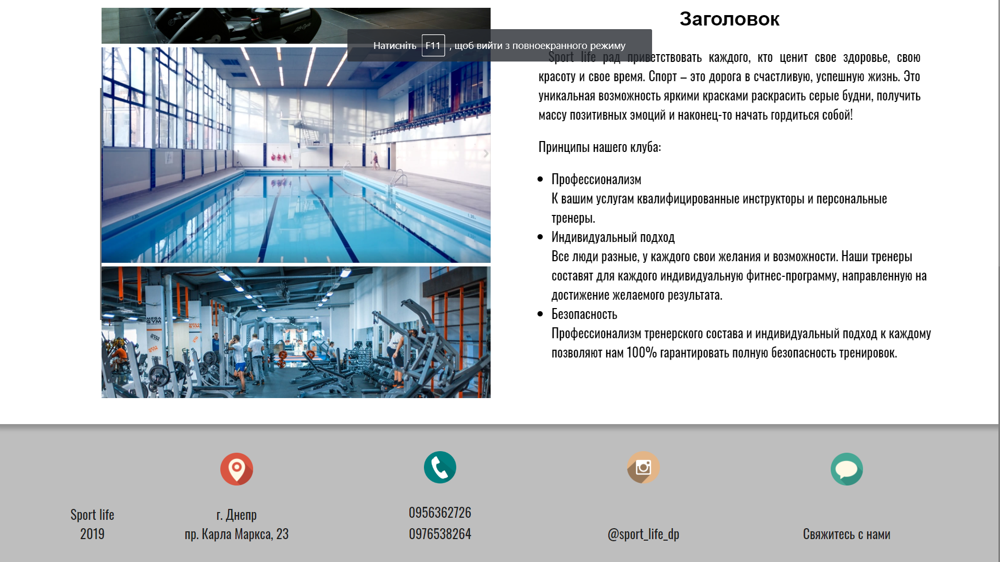 Заголовок
Натисніть F11 , щоб вийти з повноекранного режиму
Sport life рад приветствовать каждого, кто ценит свое здоровье, свою
красоту и свое время. Спорт – это дорога в счастливую, успешную жизнь. Это
уникальная возможность яркими красками раскрасить серые будни, получить
массу позитивных эмоций и наконец-то начать гордиться собой!
Принципы нашего клуба:
Профессионализм
К вашим услугам квалифицированные инструкторы и персональные
тренеры.
Индивидуальный подход
Все люди разные, у каждого свои желания и возможности. Наши тренеры
составят для каждого индивидуальную фитнес-программу, направленную на
достижение желаемого результата.
Безопасность
Профессионализм тренерского состава и индивидуальный подход к каждому
позволяют нам 100% гарантировать полную безопасность тренировок.
MEGA
GYM
MEGA
GYM
Sport life
2019
г. Днепр
пр. Карла Маркса, 23
0956362726
0976538264
@sport_life_dp
Свяжитесь с нами